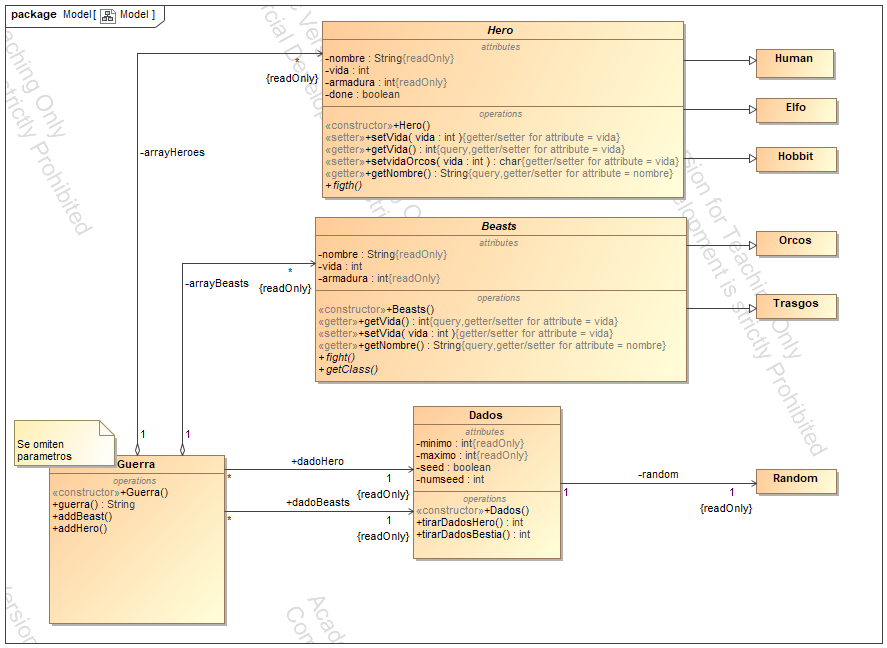 package Model [ Model ]
Hero
attributes
-nombre : String{readOnly}
-vida : int
-armadura : int{readOnly}
-done : boolean
operations
«constructor»+Hero()
«setter»+setVida( vida : int ){getter/setter for attribute = vida}
«getter»+getVida() : int{query,getter/setter for attribute = vida}
«setter»+setvidaOrcos( vida : int ) : char{getter/setter for attribute = vida}
«getter»+getNombre() : String{query,getter/setter for attribute = nombre}
+figth()
Human
Elfo
Hobbit
*
{readOnly}
-arrayHeroes
Beasts
attributes
-nombre : String{readOnly}
-vida : int
-armadura : int{readOnly}
operations
«constructor»+Beasts()
«getter»+getVida() : int{query,getter/setter for attribute = vida}
«setter»+setVida( vida : int ){getter/setter for attribute = vida}
«getter»+getNombre() : String{query,getter/setter for attribute = nombre}
+fight()
+getClass()
Orcos
Trasgos
*
-arrayBeasts
{readOnly}
1
1
Se omiten
parametros
Guerra
operations
«constructor»+Guerra()
+guerra() : String
+addBeast()
+addHero()
+dadoHero
*
1
{readOnly}
+dadoBeasts
*
1
{readOnly}
Dados
attributes
-minimo : int{readOnly}
-maximo : int{readOnly}
-seed : boolean
-numseed : int
operations
«constructor»+Dados()
+tirarDadosHero() : int
+tirarDadosBestia() : int
-random
1
1
{readOnly}
Random